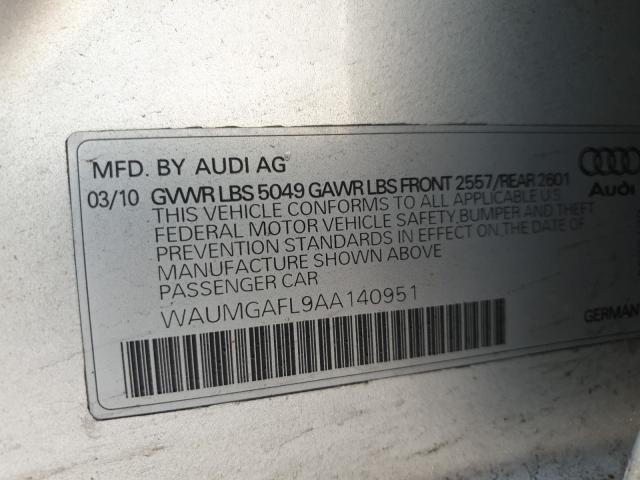 MFD. BY AUDI AG
03/10 GVWR LBS 5049 GAWR LBS FRONT 2557/REAR 2601
THIS VEHICLE CONFORMS TO ALL APPLICABLE U.S.
FEDERAL MOTOR VEHICLE SAFETY,BUMPER AND THEFT
PREVENTION STANDARDS IN EFFECT ON THE DATE OF
MANUFACTURE SHOWN ABOVE
PASSENGER CAR
WAUMGAFL9AA140951
Audi
GERMANY